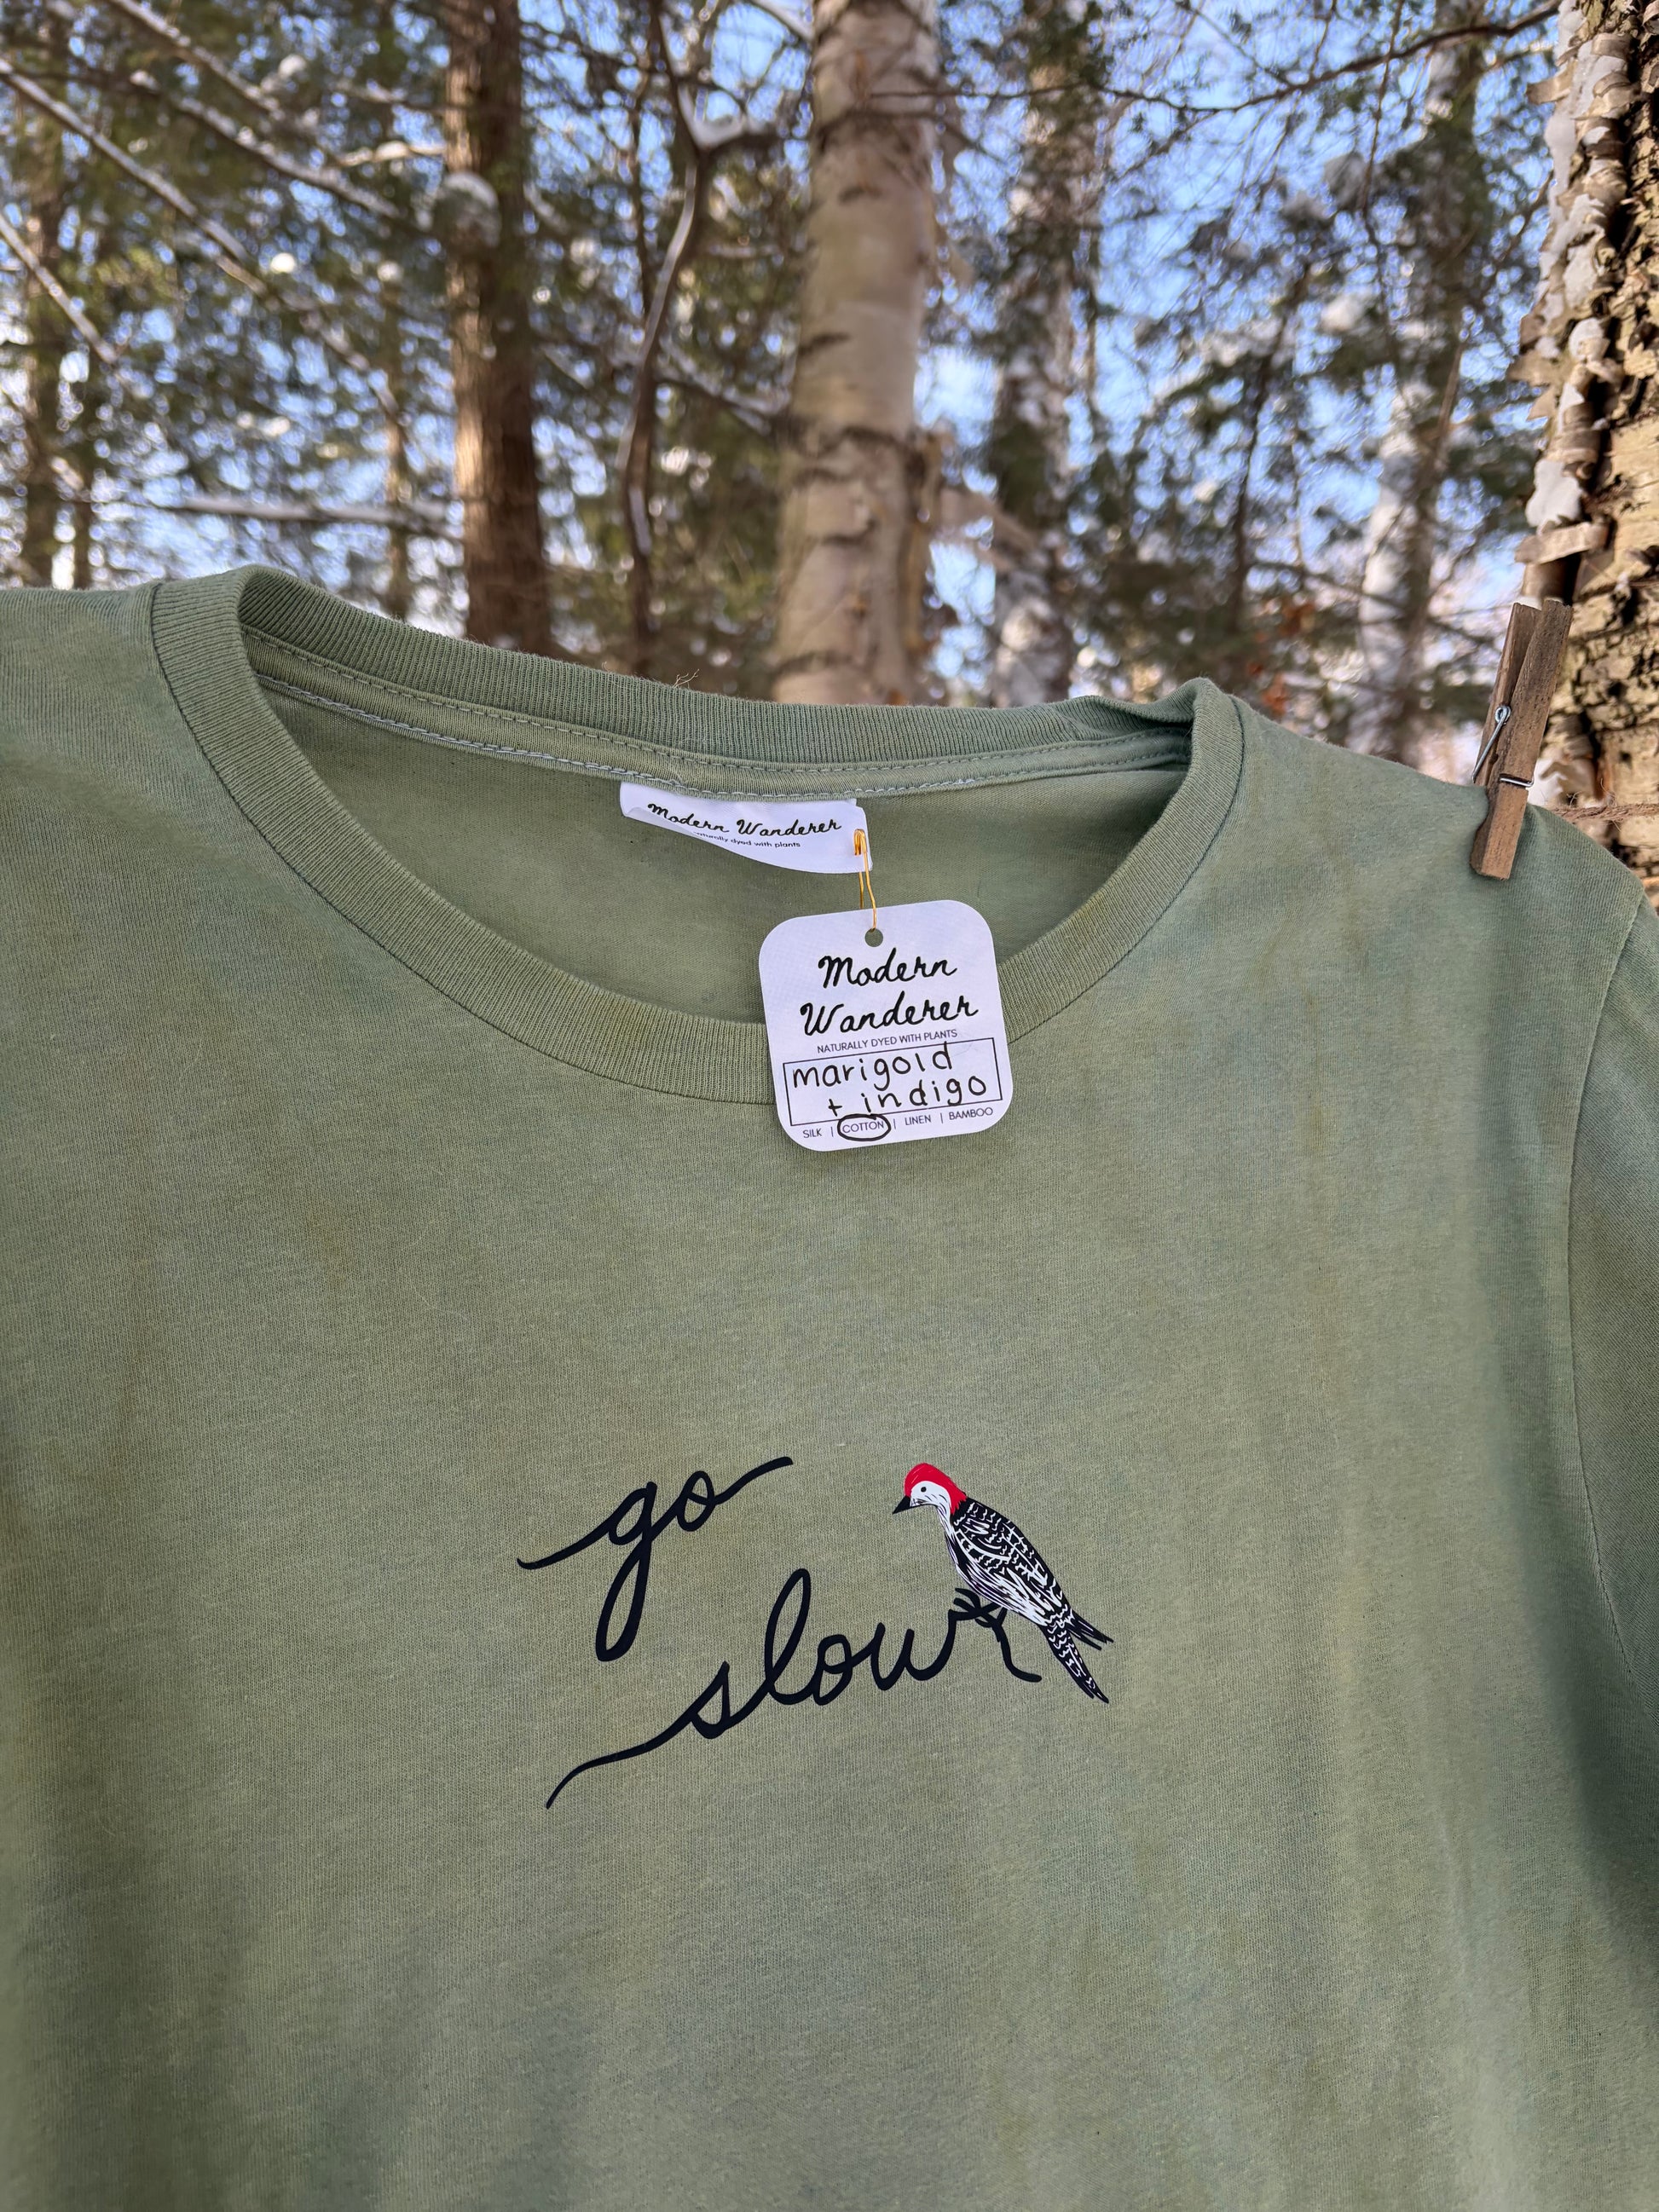 Modern Wanderer
naturally dyed with plants
Modern
Wanderer
NATURALLY DYED WITH PLANTS
marigold
+ indigo
SILK | COTTON | LINEN | BAMBOO
go
slow